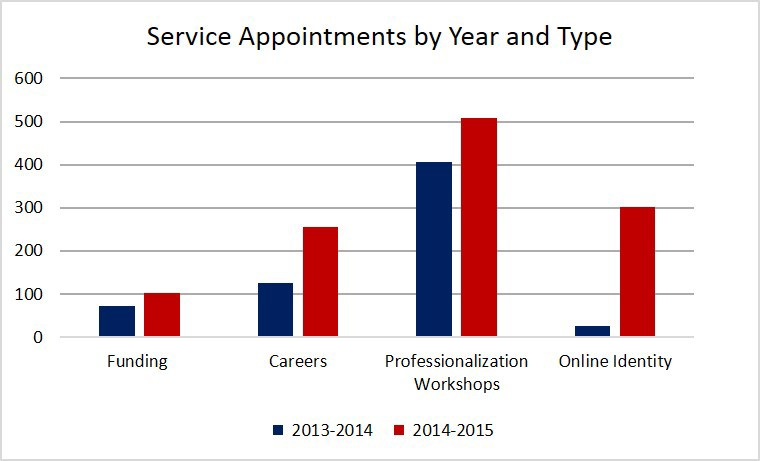 Service Appointments by Year and Type
600
500
400
300
200
100
0
Funding
Careers
Professionalization
Workshops
Online Identity
2013-2014
2014-2015